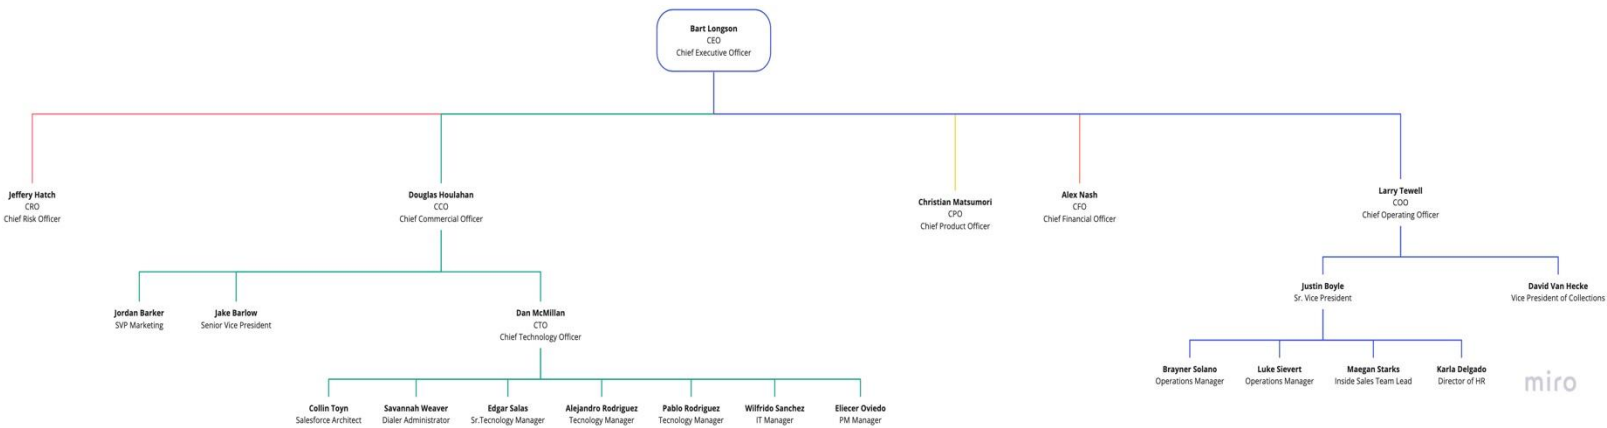 Bart Longson
CEO
Chief Executive Officer
Jeffery Hatch
CRO
Chief Risk Officer
Douglas Houlahan
CCO
Chief Commercial Officer
Christian Matsumori
CPO
Chief Product Officer
Alex Nash
CFO
Chief Financial Officer
Larry Tewell
COO
Chief Operating Officer
Jordan Barker
SVP Marketing
Jake Barlow
Senior Vice President
Dan McMillan
CTO
Chief Technology Officer
Justin Boyle
Sr. Vice President
David Van Hecke
Vice President of Collections
Collin Toyn
Salesforce Architect
Savannah Weaver
Dialer Administrator
Edgar Salas
Sr.Tecnology Manager
Alejandro Rodriguez
Tecnology Manager
Pablo Rodriguez
Tecnology Manager
Wilfrido Sanchez
IT Manager
Eliecer Oviedo
PM Manager
Brayner Solano
Operations Manager
Luke Sievert
Operations Manager
Maegan Starks
Inside Sales Team Lead
Karla Delgado
Director of HR
miro